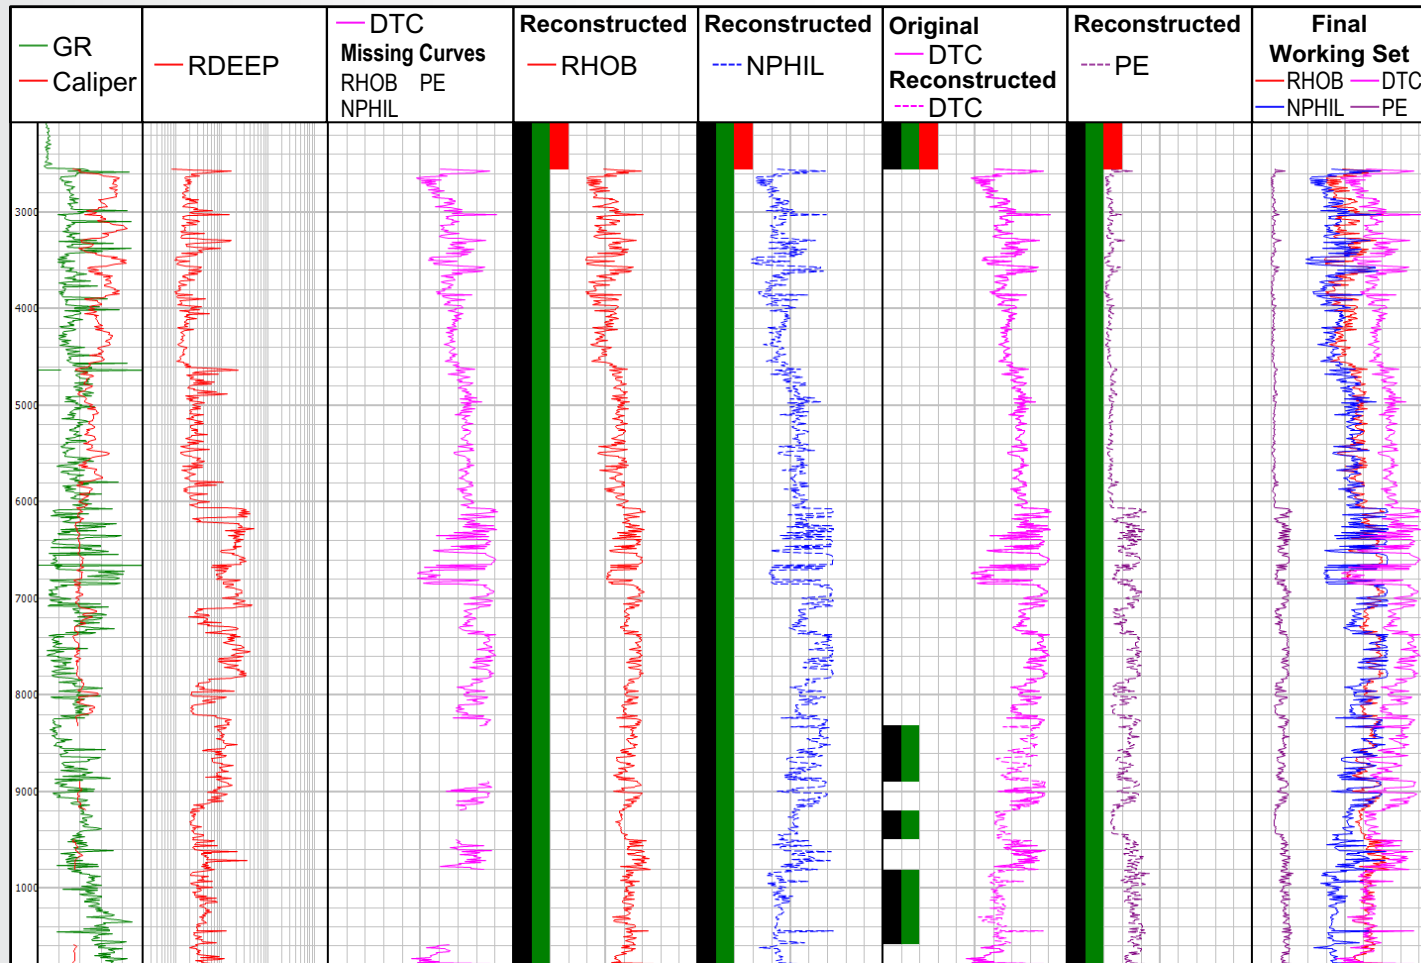 GR
Caliper
RDEEP
DTC
Missing Curves
RHOB PE
NPHIL
Reconstructed
RHOB
Reconstructed
NPHIL
Original
DTC
Reconstructed
DTC
Reconstructed
PE
Final
Working Set
RHOB DTC
NPHIL PE
3000
4000
5000
6000
7000
8000
9000
1000